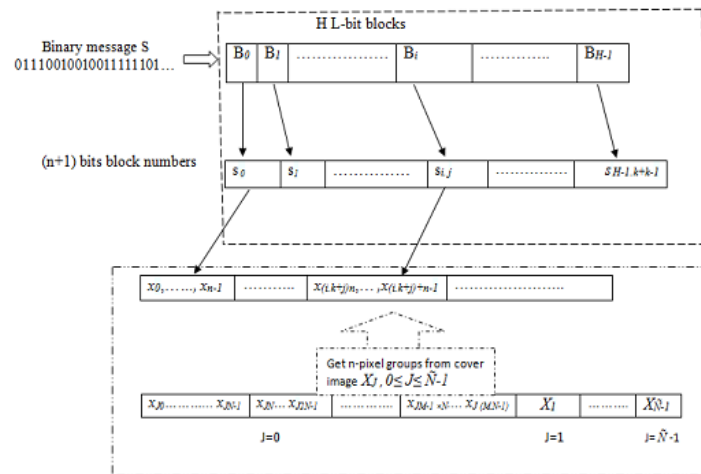 H L-bit blocks
Binary message S
01110010010011111101...
B0 B1 .................. Bi .................. BH-1
(n+1) bits block numbers
s0 s1 .................. si,j .................. sH-1.k+k-1
x0,……, xn-1 ........... x(i.k+j)n,…, x(i.k+j)+n-1 ..............................
Get n-pixel groups from cover
image XJ , 0≤ J≤ Ñ-1
xJ0………… xJN-1 xJN… xJ2N-1 ............ xJM-1 *N… xJ (M.N-1) X1 ......... XÑ-1
J=0 J=1 J= Ñ -1